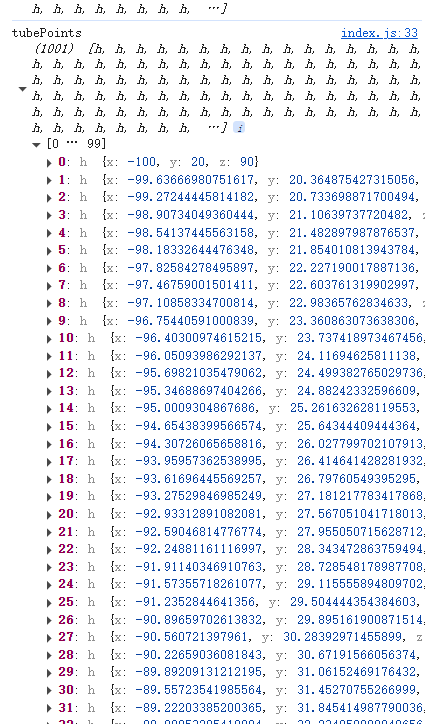 h, h, h, h, h, h, h, …]
tubePoints index.js:33
(1001) [h, h, h, h, h, h, h, h, h, h, h, h, h, h, h, h,
h, h, h, h, h, h, h, h, h, h, h, h, h, h, h, h, h, h,
h, h, h, h, h, h, h, h, h, h, h, h, h, h, h, h, h, h,
h, h, h, h, h, h, h, h, h, h, h, h, h, h, h, h, h, h,
h, h, h, h, h, h, h, h, h, h, h, h, h, h, h, h, h, h,
h, h, h, h, h, h, h, …] i
[0 … 99]
0: h {x: -100, y: 20, z: 90}
1: h {x: -99.63666980751617, y: 20.364875427315056,
2: h {x: -99.27244445814182, y: 20.733698871700494,
3: h {x: -98.90734049360444, y: 21.10639737720482, z
4: h {x: -98.54137445563158, y: 21.482897987876537,
5: h {x: -98.18332644476348, y: 21.854010813943784,
6: h {x: -97.82584278495897, y: 22.227190017887136,
7: h {x: -97.46759001501411, y: 22.603761319902997,
8: h {x: -97.10858334700814, y: 22.98365762834633, z
9: h {x: -96.75440591000839, y: 23.360863073638306,
10: h {x: -96.40300974615215, y: 23.737418973467456,
11: h {x: -96.05093986292137, y: 24.11694625811138,
12: h {x: -95.69821035479062, y: 24.499382765029736,
13: h {x: -95.34688697404266, y: 24.88242332596609,
14: h {x: -95.0009304867686, y: 25.261632628119553,
15: h {x: -94.65438399566574, y: 25.64344409444364,
16: h {x: -94.30726065658816, y: 26.027799702107913,
17: h {x: -93.95957362538995, y: 26.414641428281932,
18: h {x: -93.61696445569257, y: 26.79760549395295,
19: h {x: -93.27529846985249, y: 27.181217783417868,
20: h {x: -92.93312891082081, y: 27.567051041718013,
21: h {x: -92.59046814776774, y: 27.955050715628712,
22: h {x: -92.24881161116997, y: 28.343472863759494,
23: h {x: -91.91140346910763, y: 28.728548178987708,
24: h {x: -91.57355718261077, y: 29.115555894809702,
25: h {x: -91.2352844641356, y: 29.504444354384603,
26: h {x: -90.89659702613832, y: 29.895161900871514,
27: h {x: -90.560721397961, y: 30.28392971455899, z:
28: h {x: -90.22659036081843, y: 30.67191566056374,
29: h {x: -89.89209131212195, y: 31.06152469176432,
30: h {x: -89.55723541985564, y: 31.45270755266999,
31: h {x: -89.22203385200365, y: 31.845414987790036,